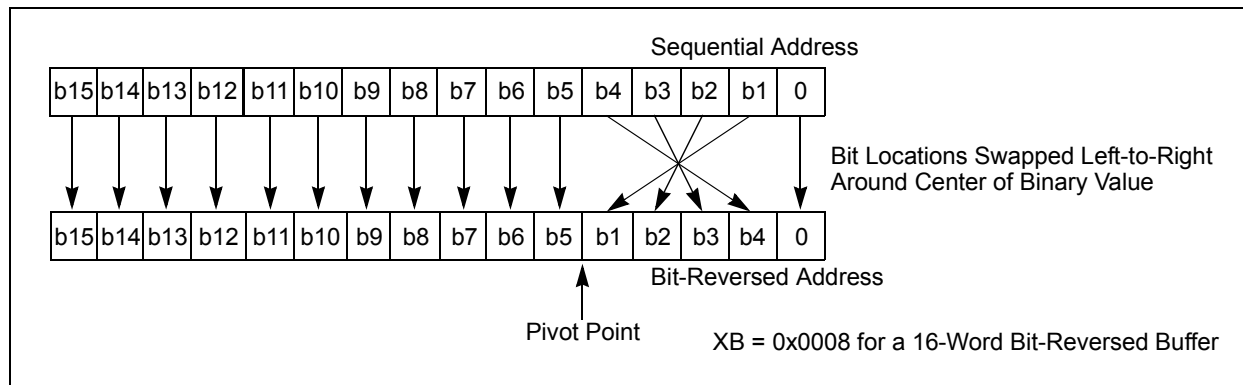 Sequential Address
b15 b14 b13 b12 b11 b10 b9 b8 b7 b6 b5 b4 b3 b2 b1 0
Bit Locations Swapped Left-to-Right
Around Center of Binary Value
b15 b14 b13 b12 b11 b10 b9 b8 b7 b6 b5 b1 b2 b3 b4 0
Bit-Reversed Address
Pivot Point
XB = 0x0008 for a 16-Word Bit-Reversed Buffer